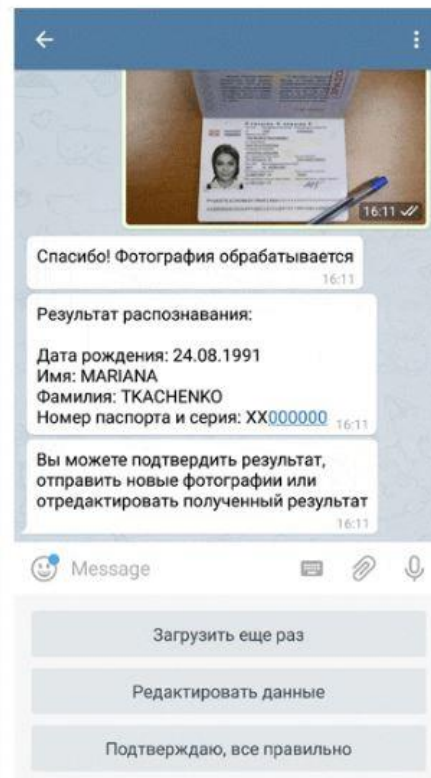 16:11
Спасибо! Фотография обрабатывается
16:11
Результат распознавания:
Дата рождения: 24.08.1991
Имя: MARIANA
Фамилия: TKACHENKO
Номер паспорта и серия: XX000000 16:11
Вы можете подтвердить результат,
отправить новые фотографии или
отредактировать полученный результат
16:11
Message
Загрузить еще раз
Редактировать данные
Подтверждаю, все правильно